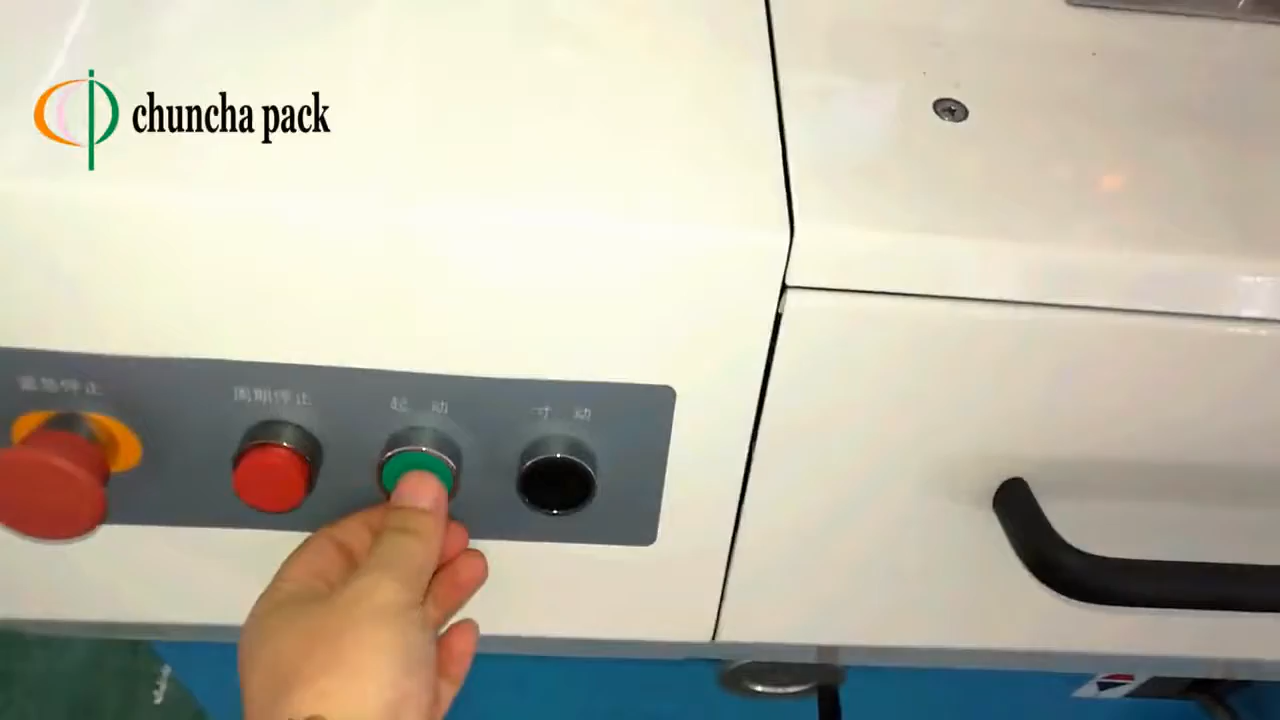 chuncha pack
紧急停止
周期停止
起 动
寸 动